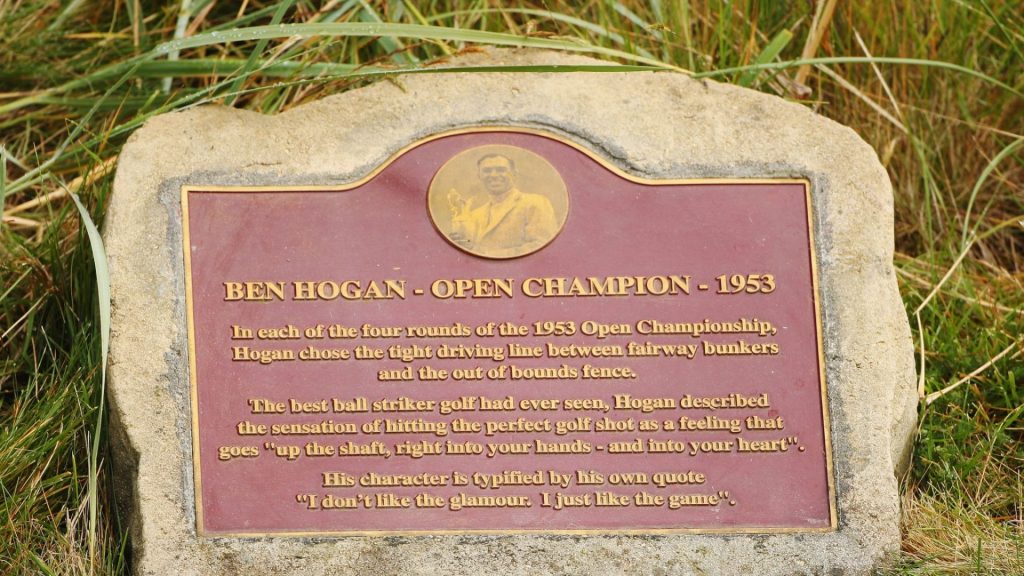 BEN HOGAN - OPEN CHAMPION - 1953
In each of the four rounds of the 1953 Open Championship,
Hogan chose the tight driving line between fairway bunkers
and the out of bounds fence.
The best ball striker golf had ever seen, Hogan described
the sensation of hitting the perfect golf shot as a feeling that
goes "up the shaft, right into your hands - and into your heart".
His character is typified by his own quote
"I don't like the glamour. I just like the game".